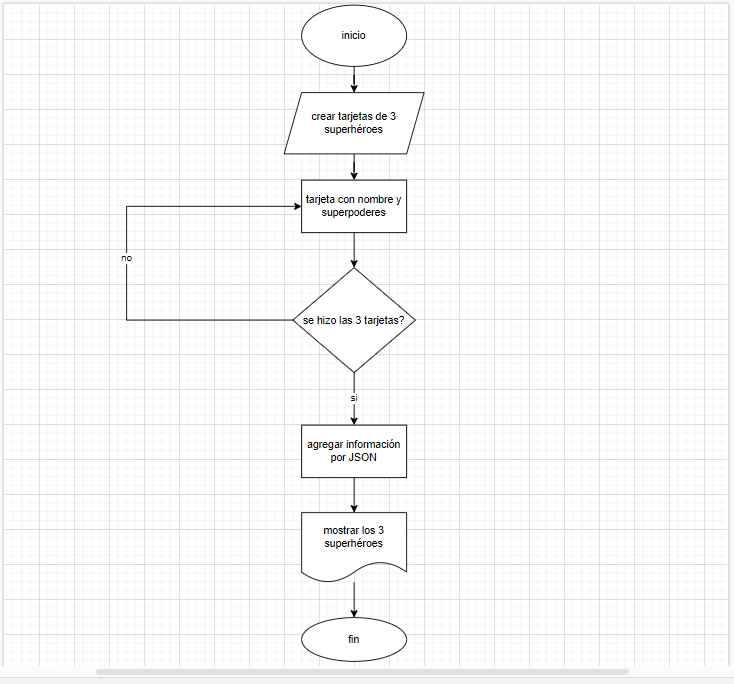 inicio
crear tarjetas de 3
superhéroes
tarjeta con nombre y
superpoderes
no
se hizo las 3 tarjetas?
si
agregar información
por JSON
mostrar los 3
superhéroes
fin